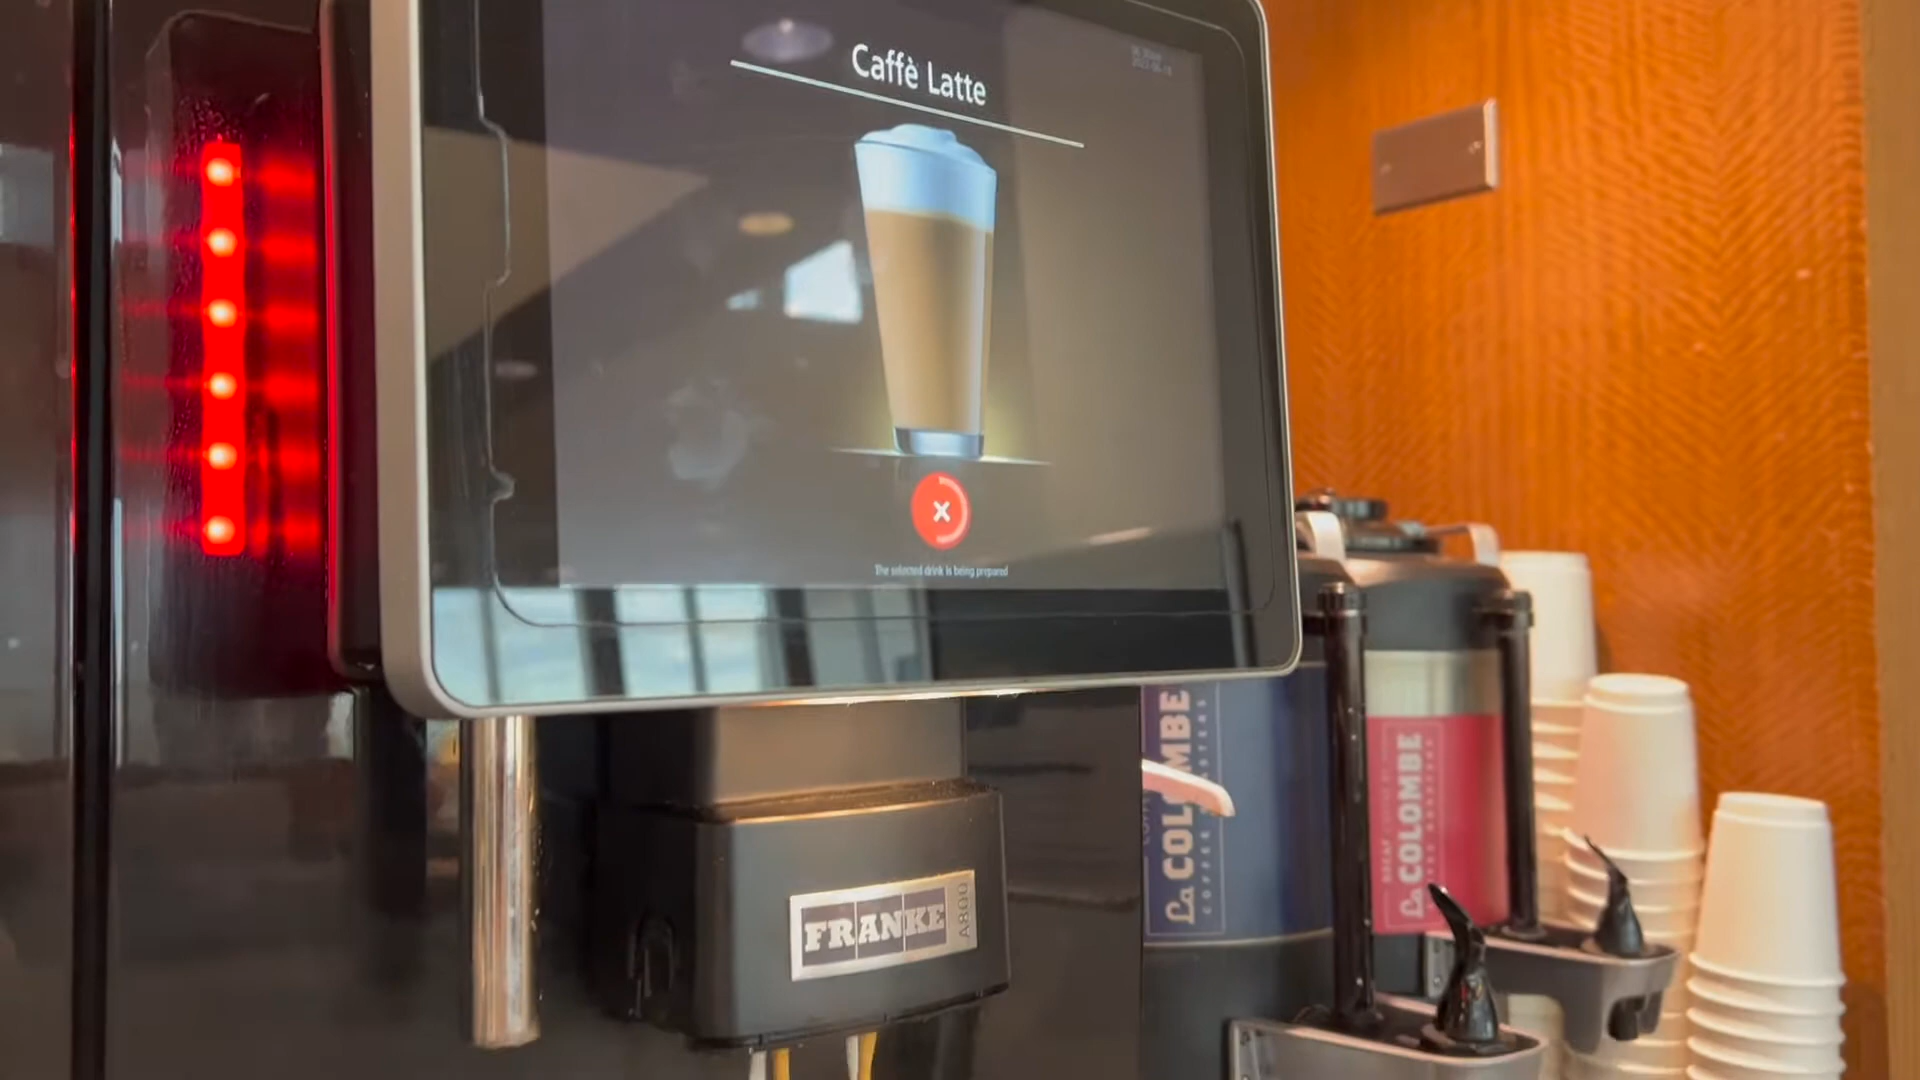 Caffè Latte
The selected drink is being prepared
FRANKE A800
La COLOMBE
COFFEE ROASTERS
DECAF
La COLOMBE
COFFEE ROASTERS